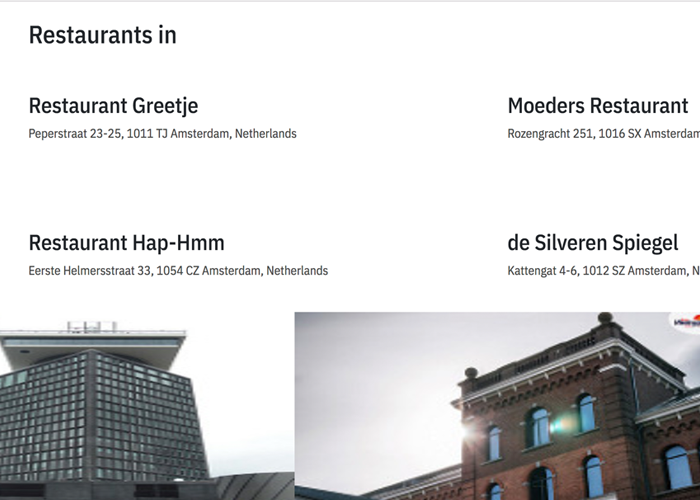 Restaurants in
Restaurant Greetje
Peperstraat 23-25, 1011 TJ Amsterdam, Netherlands
Moeders Restaurant
Rozengracht 251, 1016 SX Amsterdam
Restaurant Hap-Hmm
Eerste Helmersstraat 33, 1054 CZ Amsterdam, Netherlands
de Silveren Spiegel
Kattengat 4-6, 1012 SZ Amsterdam, N